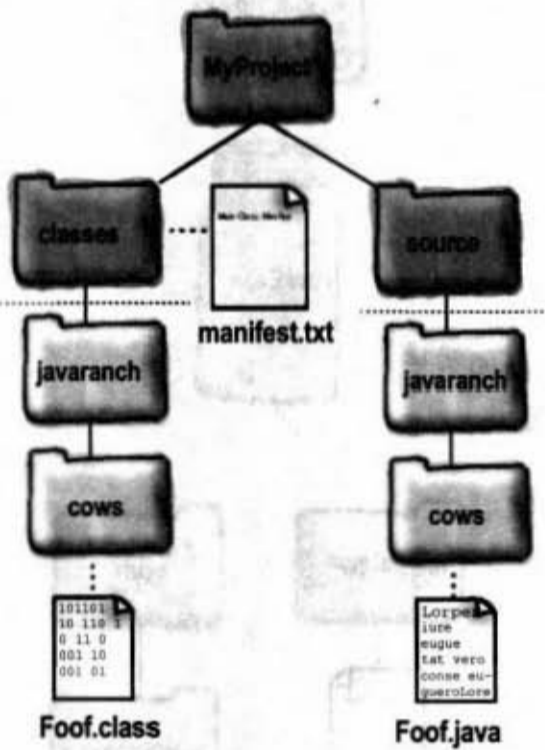 MyProject
classes
source
manifest.txt
javaranch
javaranch
cows
cows
101101
10 110 1
0 11 0
001 10
001 01
Lorpe
iure
eugue
tat vero
conse eu-
gueroLore
Foof.class
Foof.java